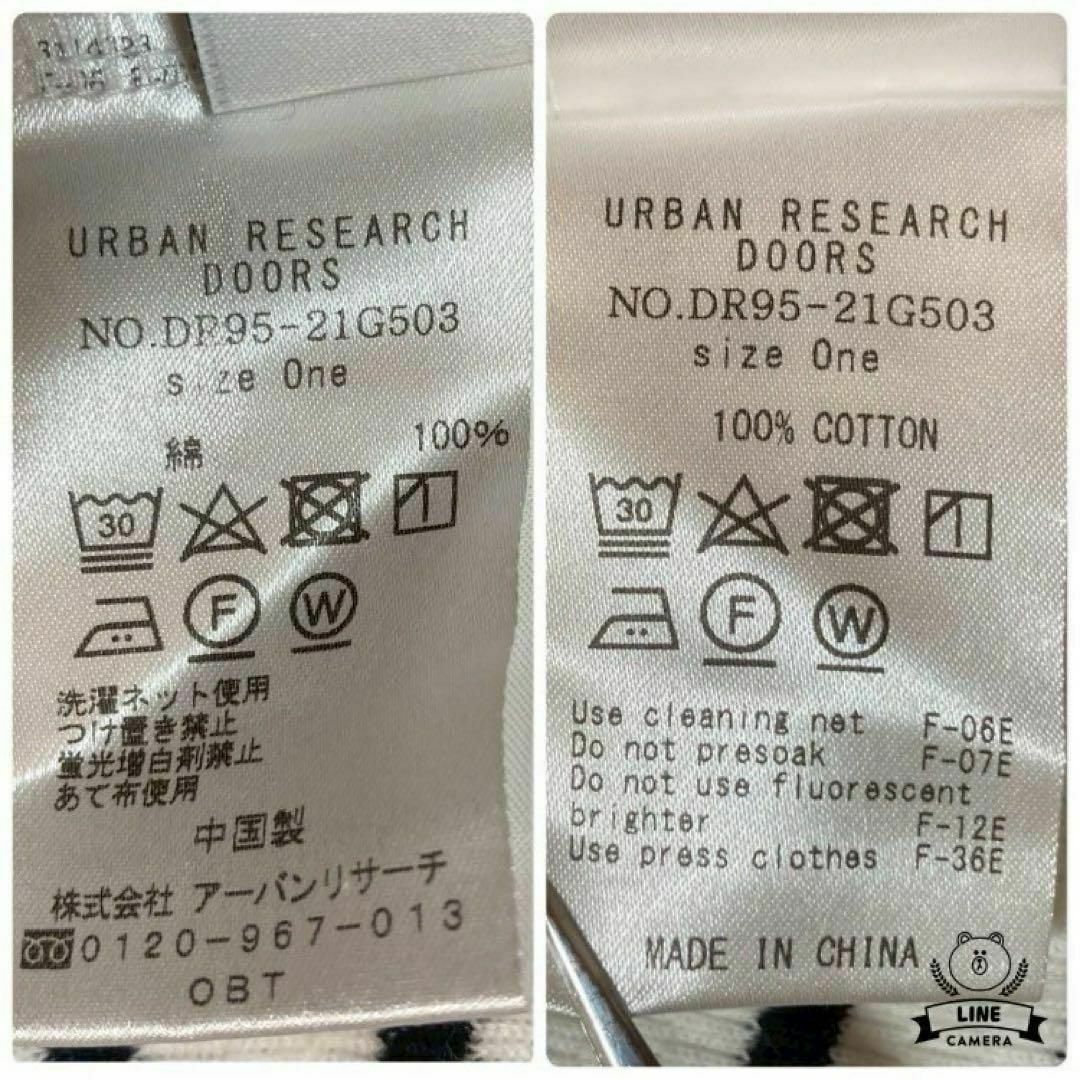 URBAN RESEARCH
DOORS
NO.DR95-21G503
size One
綿 100%
30
F W
洗濯ネット使用
つけ置き禁止
蛍光増白剤禁止
あて布使用
中国製
株式会社 アーバンリサーチ
0120-967-013
OBT
URBAN RESEARCH
DOORS
NO.DR95-21G503
size One
100% COTTON
30
F W
Use cleaning net F-06E
Do not presoak F-07E
Do not use fluorescent
brighter F-12E
Use press clothes F-36E
MADE IN CHINA
LINE
CAMERA